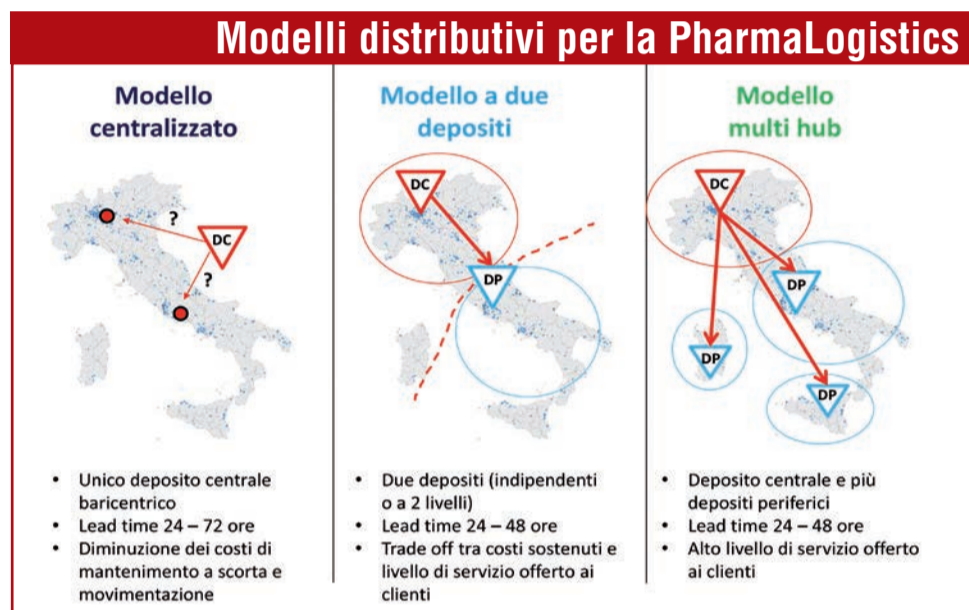 Modelli distributivi per la PharmaLogistics
Modello
centralizzato
?
DC
?
• Unico deposito centrale
baricentrico
• Lead time 24 – 72 ore
• Diminuzione dei costi di
mantenimento a scorta e
movimentazione
Modello a due
depositi
DC
DP
• Due depositi (indipendenti
o a 2 livelli)
• Lead time 24 – 48 ore
• Trade off tra costi sostenuti e
livello di servizio offerto ai
clienti
Modello
multi hub
DC
DP
DP
DP
• Deposito centrale e più
depositi periferici
• Lead time 24 – 48 ore
• Alto livello di servizio offerto
ai clienti